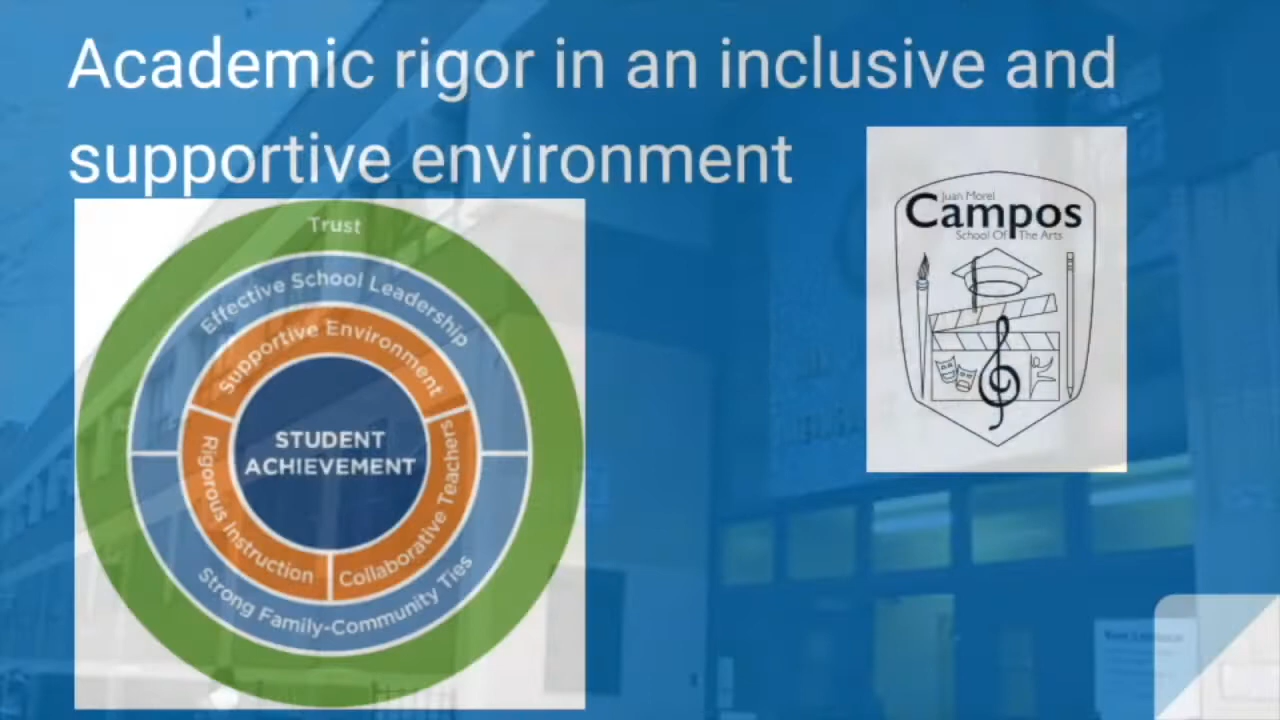 Academic rigor in an inclusive and
supportive environment
Trust
Effective School Leadership
Supportive Environment
STUDENT
ACHIEVEMENT
Rigorous Instruction
Collaborative Teachers
Strong Family-Community Ties
Juan Morel
Campos
School Of The Arts